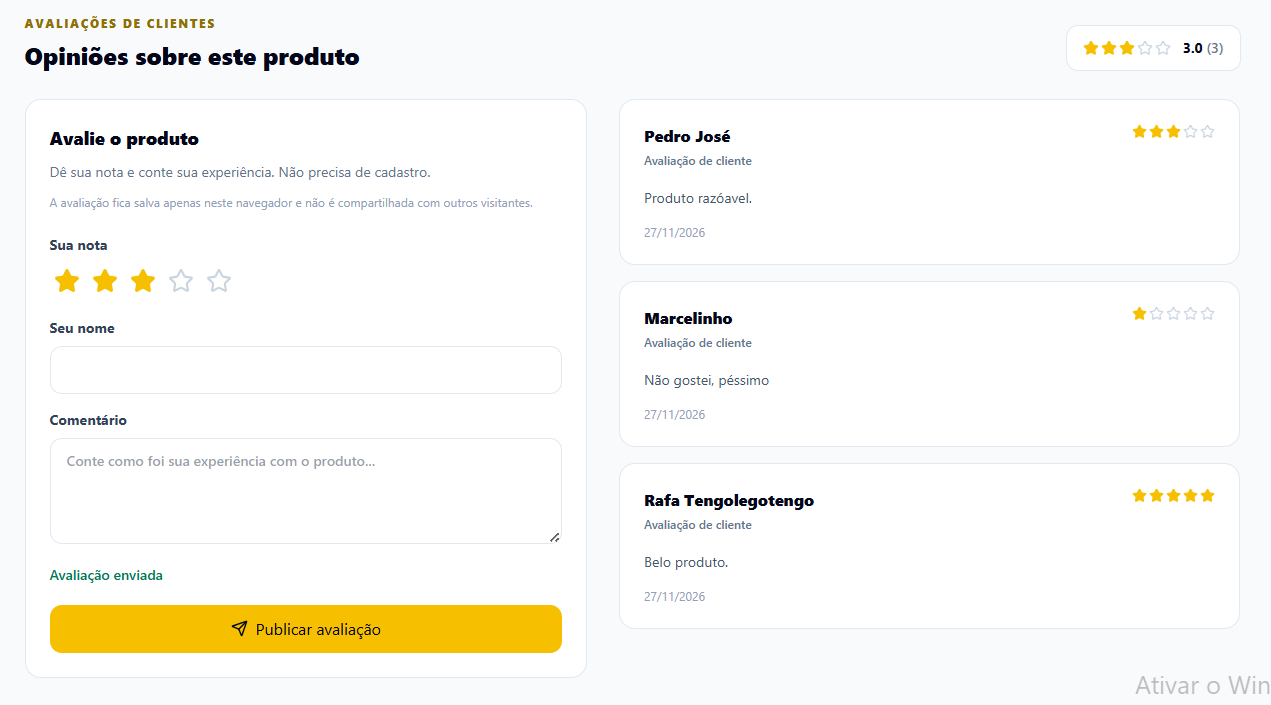 AVALIAÇÕES DE CLIENTES
Opiniões sobre este produto
3.0 (3)
Avalie o produto
Dê sua nota e conte sua experiência. Não precisa de cadastro.
A avaliação fica salva apenas neste navegador e não é compartilhada com outros visitantes.
Sua nota
Seu nome
Comentário
Conte como foi sua experiência com o produto...
Avaliação enviada
Publicar avaliação
Pedro José
Avaliação de cliente
Produto razóavel.
27/11/2026
Marcelinho
Avaliação de cliente
Não gostei, péssimo
27/11/2026
Rafa Tengolegotengo
Avaliação de cliente
Belo produto.
27/11/2026
Ativar o Win